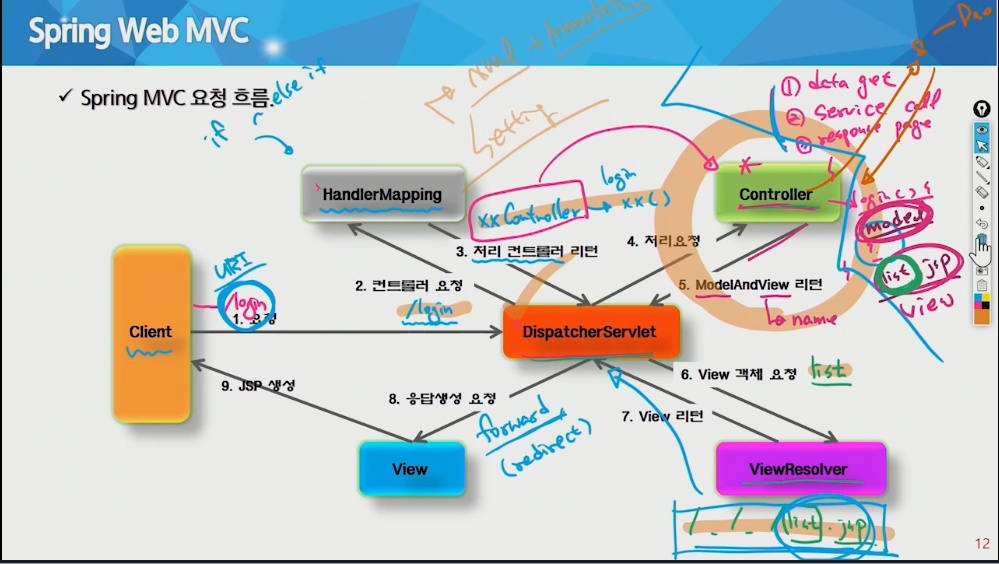 Spring Web MVC
✓ Spring MVC 요청 흐름.
if else if
xml + Annotation
setting
S - Dao
① data get
② service call
③ response page
HandlerMapping
xxController → xx()
login
Controller
login() {
model
list jsp
view
3. 처리 컨트롤러 리턴
4. 처리요청
2. 컨트롤러 요청
/login
5. ModelAndView 리턴
name
URI
login
1. 요청
Client
DispatcherServlet
6. View 객체 요청 list
9. JSP 생성
8. 응답생성 요청
7. View 리턴
forward
(redirect)
View
ViewResolver
/_/_/list.jsp
12